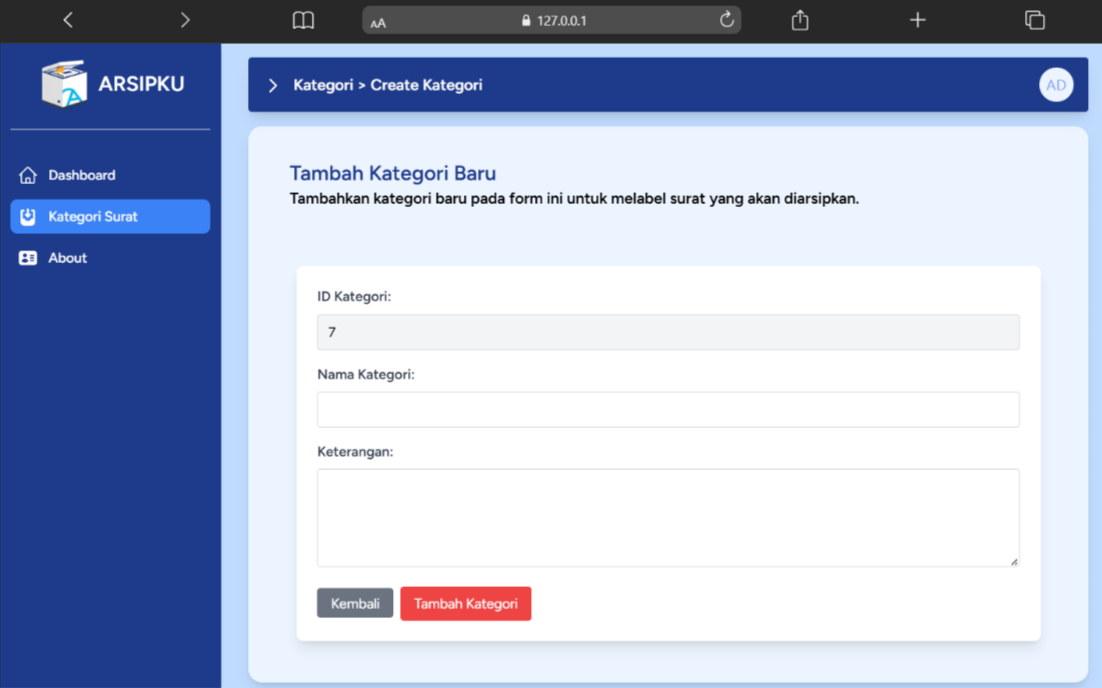 AA 127.0.0.1
ARSIPKU
Kategori > Create Kategori
AD
Dashboard
Kategori Surat
About
Tambah Kategori Baru
Tambahkan kategori baru pada form ini untuk melabel surat yang akan diarsipkan.
ID Kategori:
7
Nama Kategori:
Keterangan:
Kembali
Tambah Kategori